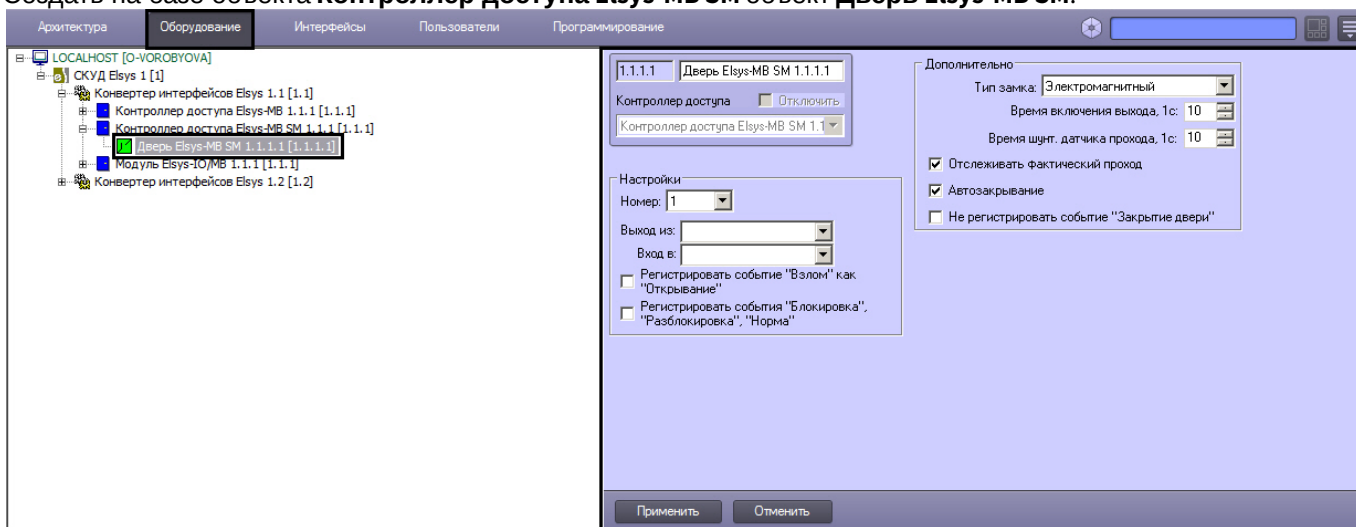 Создать на базе объекта Контроллер доступа Elsys-MB SM объект Дверь Elsys-MB SM.
Архитектура Оборудование Интерфейсы Пользователи Программирование
LOCALHOST [O-VOROBYOVA]
СКУД Elsys 1 [1]
Конвертер интерфейсов Elsys 1.1 [1.1]
Контроллер доступа Elsys-MB 1.1.1 [1.1.1]
Контроллер доступа Elsys-MB SM 1.1.1 [1.1.1]
Дверь Elsys-MB SM 1.1.1.1 [1.1.1.1]
Модуль Elsys-IO/MB 1.1.1 [1.1.1]
Конвертер интерфейсов Elsys 1.2 [1.2]
1.1.1.1 Дверь Elsys-MB SM 1.1.1.1
Контроллер доступа Отключить
Контроллер доступа Elsys-MB SM 1.1
Настройки
Номер: 1
Выход из:
Вход в:
Регистрировать событие "Взлом" как
"Открывание"
Регистрировать события "Блокировка",
"Разблокировка", "Норма"
Дополнительно
Тип замка: Электромагнитный
Время включения выхода, 1с: 10
Время шунт. датчика прохода, 1с: 10
Отслеживать фактический проход
Автозакрывание
Не регистрировать событие "Закрытие двери"
Применить Отменить